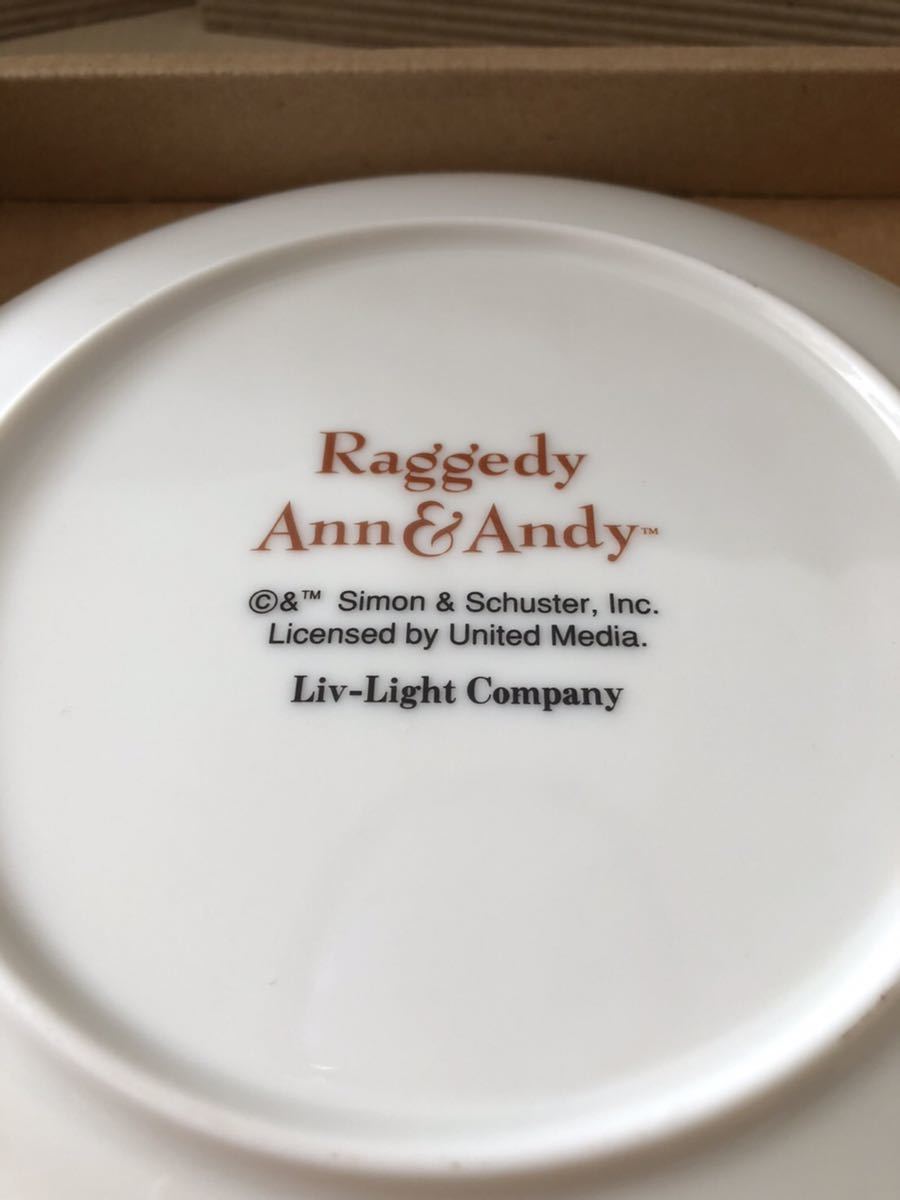 Raggedy
Ann & Andy™
©&™ Simon & Schuster, Inc.
Licensed by United Media.
Liv-Light Company